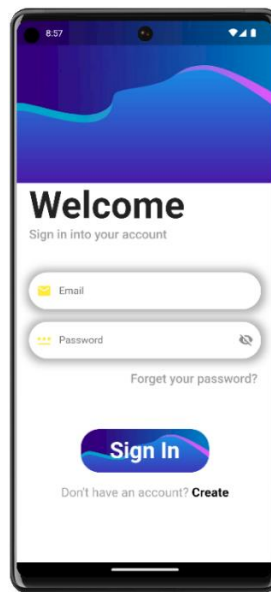 8:57
Welcome
Sign in into your account
Email
Password
Forget your password?
Sign In
Don't have an account? Create